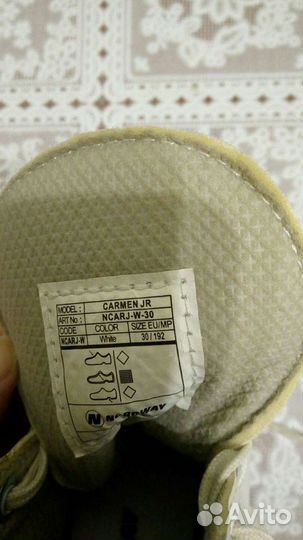 MODEL : CARMEN JR
ART No : NCARJ-W-30
CODE COLOR SIZE EU/MP
NCARJ-W White 30 / 192
N NORDWAY
Avito